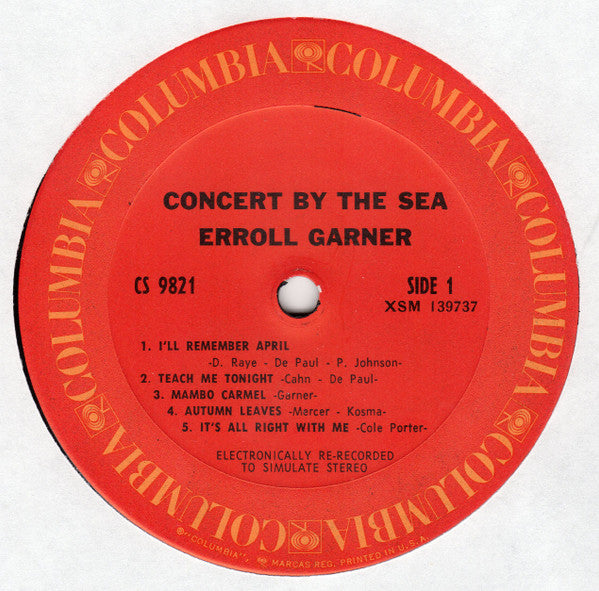 COLUMBIA COLUMBIA COLUMBIA COLUMBIA COLUMBIA COLUMBIA
CONCERT BY THE SEA
ERROLL GARNER
CS 9821
SIDE 1
XSM 139737
1. I'LL REMEMBER APRIL
-D. Raye - De Paul - P. Johnson-
2. TEACH ME TONIGHT -Cahn - De Paul-
3. MAMBO CARMEL -Garner-
4. AUTUMN LEAVES -Mercer - Kosma-
5. IT'S ALL RIGHT WITH ME -Cole Porter-
ELECTRONICALLY RE-RECORDED
TO SIMULATE STEREO
®"COLUMBIA", MARCAS REG. PRINTED IN U.S.A.